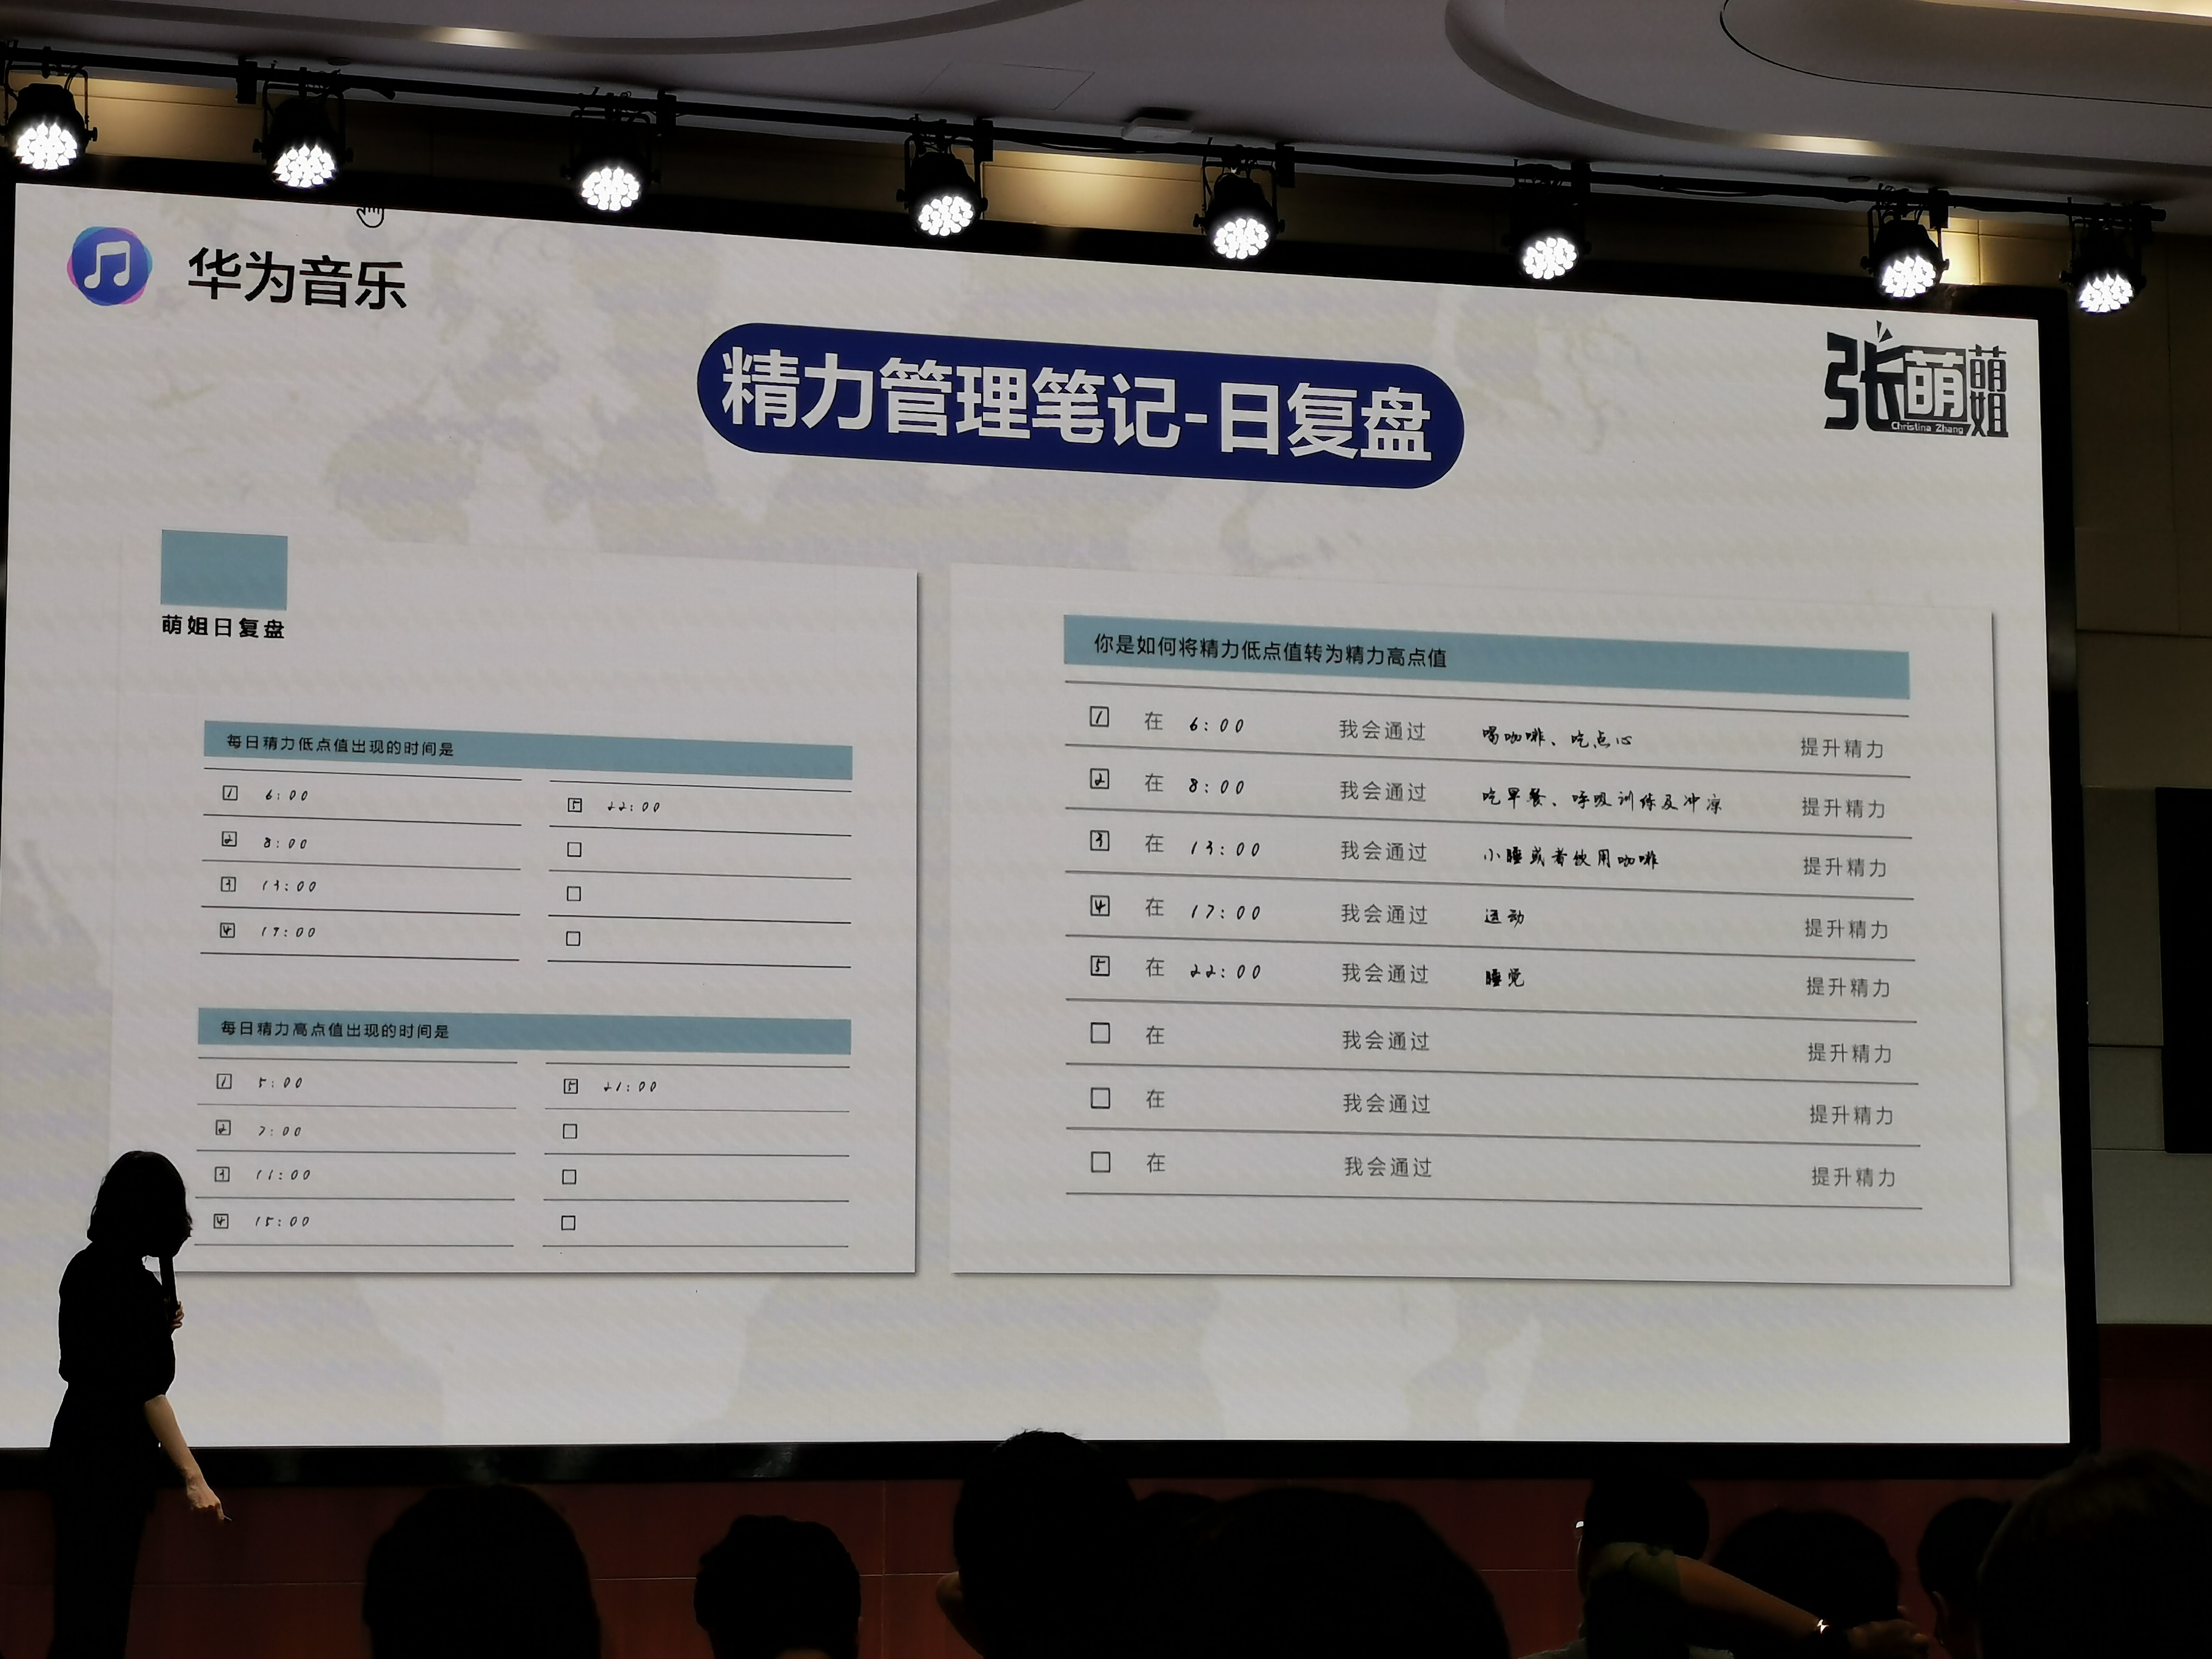 华为音乐
张萌萌姐
Christina Zhang
精力管理笔记-日复盘
萌姐日复盘
每日精力低点值出现的时间是
1 6:00
2 8:00
3 13:00
4 17:00
5 22:00
每日精力高点值出现的时间是
1 5:00
2 7:00
3 11:00
4 15:00
5 21:00
你是如何将精力低点值转为精力高点值
1 在 6:00 我会通过 喝咖啡、吃点心 提升精力
2 在 8:00 我会通过 吃早餐、呼吸训练及冲凉 提升精力
3 在 13:00 我会通过 小睡或者饮用咖啡 提升精力
4 在 17:00 我会通过 运动 提升精力
5 在 22:00 我会通过 睡觉 提升精力
在 我会通过 提升精力
在 我会通过 提升精力
在 我会通过 提升精力